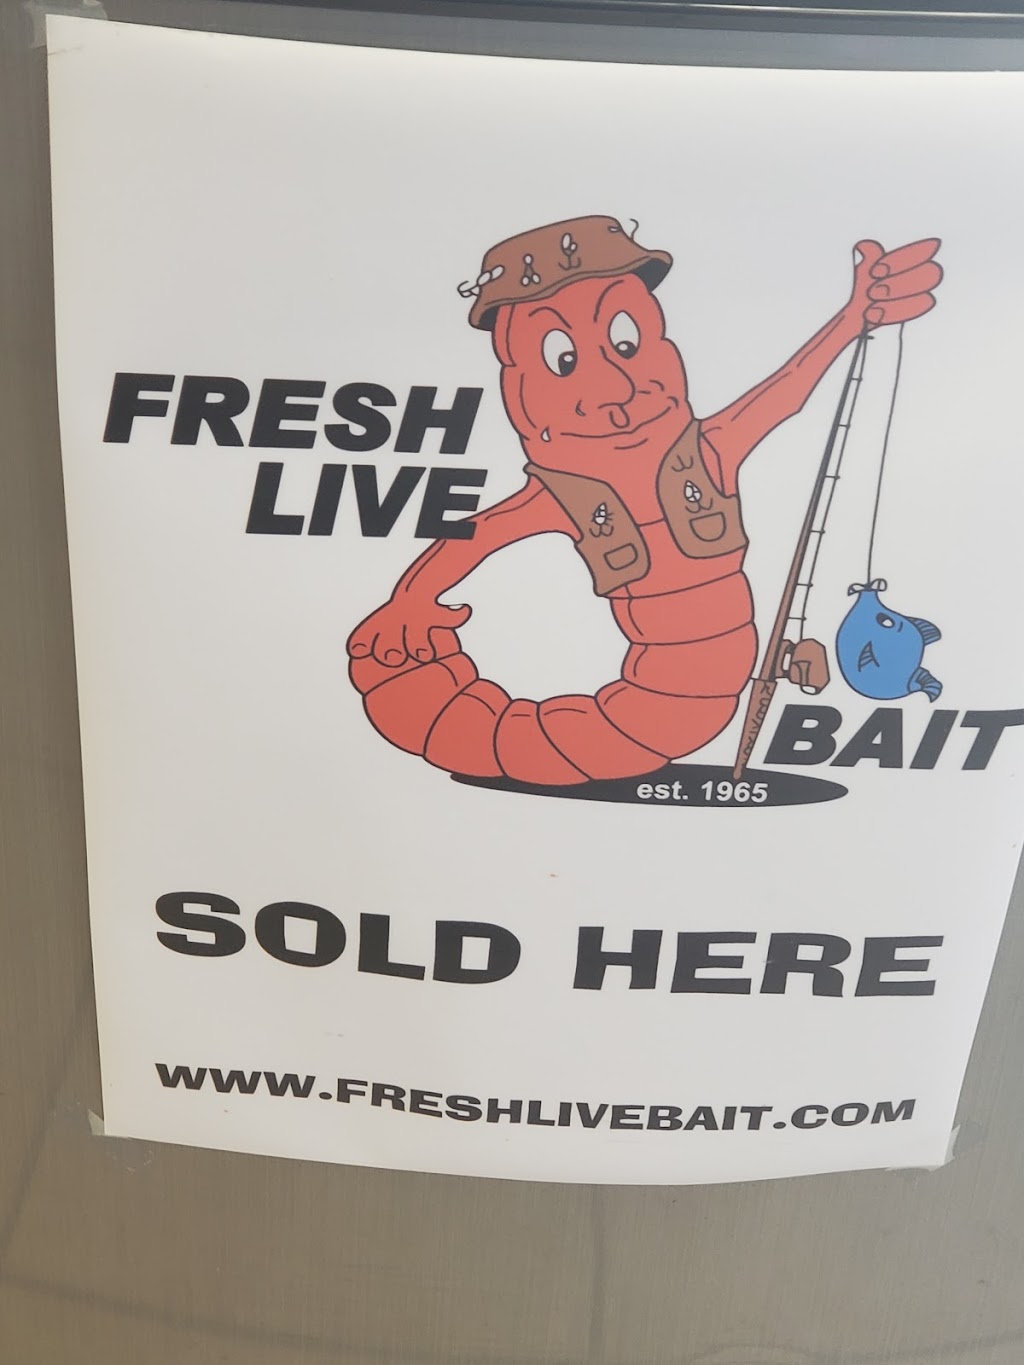 FRESH
LIVE
BAIT
est. 1965
SOLD HERE
WWW.FRESHLIVEBAIT.COM